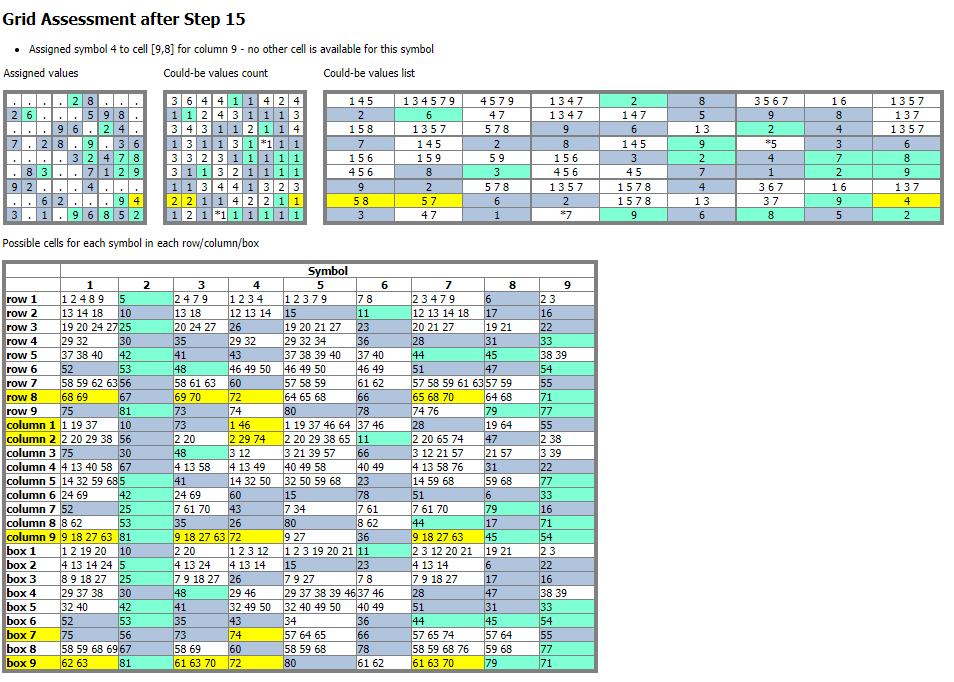 Grid Assessment after Step 15
• Assigned symbol 4 to cell [9,8] for column 9 - no other cell is available for this symbol
Assigned values Could-be values count Could-be values list
. . . . 2 8 . . . 3 6 4 4 1 1 4 2 4 1 4 5 1 3 4 5 7 9 4 5 7 9 1 3 4 7 2 8 3 5 6 7 1 6 1 3 5 7
2 6 . . . 5 9 8 . 1 1 2 4 3 1 1 1 3 2 6 4 7 1 3 4 7 1 4 7 5 9 8 1 3 7
. . . 9 6 . 2 4 . 3 4 3 1 1 2 1 1 4 1 5 8 1 3 5 7 5 7 8 9 6 1 3 2 4 1 3 5 7
7 . 2 8 . 9 . 3 6 1 3 1 1 3 1 *1 1 1 7 1 4 5 2 8 1 4 5 9 *5 3 6
. . . . 3 2 4 7 8 3 3 2 3 1 1 1 1 1 1 5 6 1 5 9 5 9 1 5 6 3 2 4 7 8
. 8 3 . . 7 1 2 9 3 1 1 3 2 1 1 1 1 4 5 6 8 3 4 5 6 4 5 7 1 2 9
9 2 . . . 4 . . . 1 1 3 4 4 1 3 2 3 9 2 5 7 8 1 3 5 7 1 5 7 8 4 3 6 7 1 6 1 3 7
. . 6 2 . . . 9 4 2 2 1 1 4 2 2 1 1 5 8 5 7 6 2 1 5 7 8 1 3 3 7 9 4
3 . 1 . 9 6 8 5 2 1 2 1 *1 1 1 1 1 1 3 4 7 1 *7 9 6 8 5 2
Possible cells for each symbol in each row/column/box
Symbol
1 2 3 4 5 6 7 8 9
row 1 1 2 4 8 9 5 2 4 7 9 1 2 3 4 1 2 3 7 9 7 8 2 3 4 7 9 6 2 3
row 2 13 14 18 10 13 18 12 13 14 15 11 12 13 14 18 17 16
row 3 19 20 24 27 25 20 24 27 26 19 20 21 27 23 20 21 27 19 21 22
row 4 29 32 30 35 29 32 29 32 34 36 28 31 33
row 5 37 38 40 42 41 43 37 38 39 40 37 40 44 45 38 39
row 6 52 53 48 46 49 50 46 49 50 46 49 51 47 54
row 7 58 59 62 63 56 58 61 63 60 57 58 59 61 62 57 58 59 61 63 57 59 55
row 8 68 69 67 69 70 72 64 65 68 66 65 68 70 64 68 71
row 9 75 81 73 74 80 78 74 76 79 77
column 1 1 19 37 10 73 1 46 1 19 37 46 64 37 46 28 19 64 55
column 2 2 20 29 38 56 2 20 2 29 74 2 20 29 38 65 11 2 20 65 74 47 2 38
column 3 75 30 48 3 12 3 21 39 57 66 3 12 21 57 21 57 3 39
column 4 4 13 40 58 67 4 13 58 4 13 49 40 49 58 40 49 4 13 58 76 31 22
column 5 14 32 59 68 5 41 14 32 50 32 50 59 68 23 14 59 68 59 68 77
column 6 24 69 42 24 69 60 15 78 51 6 33
column 7 52 25 7 61 70 43 7 34 7 61 7 61 70 79 16
column 8 8 62 53 35 26 80 8 62 44 17 71
column 9 9 18 27 63 81 9 18 27 63 72 9 27 36 9 18 27 63 45 54
box 1 1 2 19 20 10 2 20 1 2 3 12 1 2 3 19 20 21 11 2 3 12 20 21 19 21 2 3
box 2 4 13 14 24 5 4 13 24 4 13 14 15 23 4 13 14 6 22
box 3 8 9 18 27 25 7 9 18 27 26 7 9 27 7 8 7 9 18 27 17 16
box 4 29 37 38 30 48 29 46 29 37 38 39 46 37 46 28 47 38 39
box 5 32 40 42 41 32 49 50 32 40 49 50 40 49 51 31 33
box 6 52 53 35 43 34 36 44 45 54
box 7 75 56 73 74 57 64 65 66 57 65 74 57 64 55
box 8 58 59 68 69 67 58 69 60 58 59 68 78 58 59 68 76 59 68 77
box 9 62 63 81 61 63 70 72 80 61 62 61 63 70 79 71